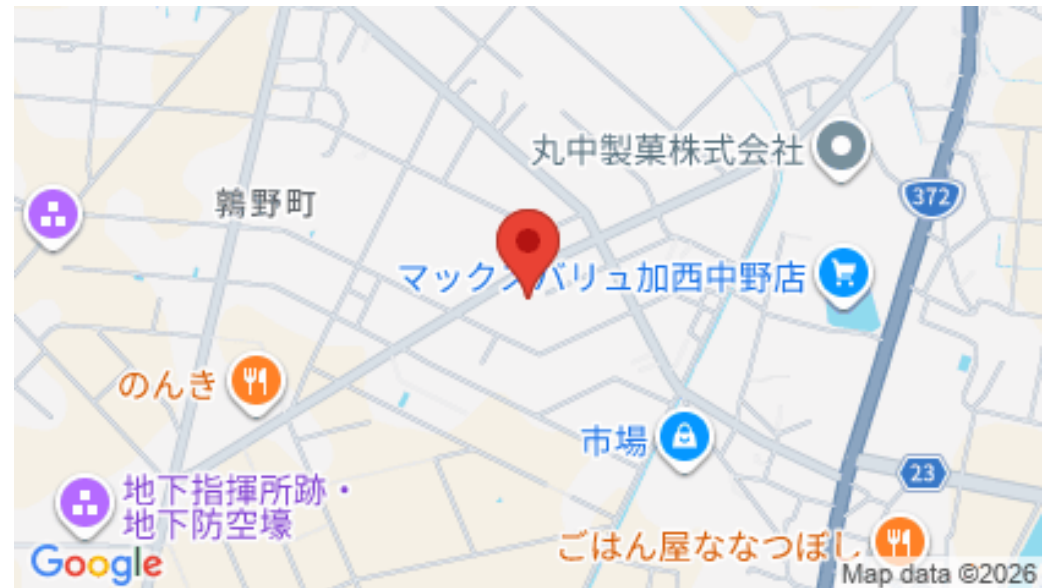 丸中製菓株式会社
372
鶉野町
マックスバリュ加西中野店
のんき
市場
23
地下指揮所跡・
地下防空壕
ごはん屋ななつぼし
Google
Map data ©2026